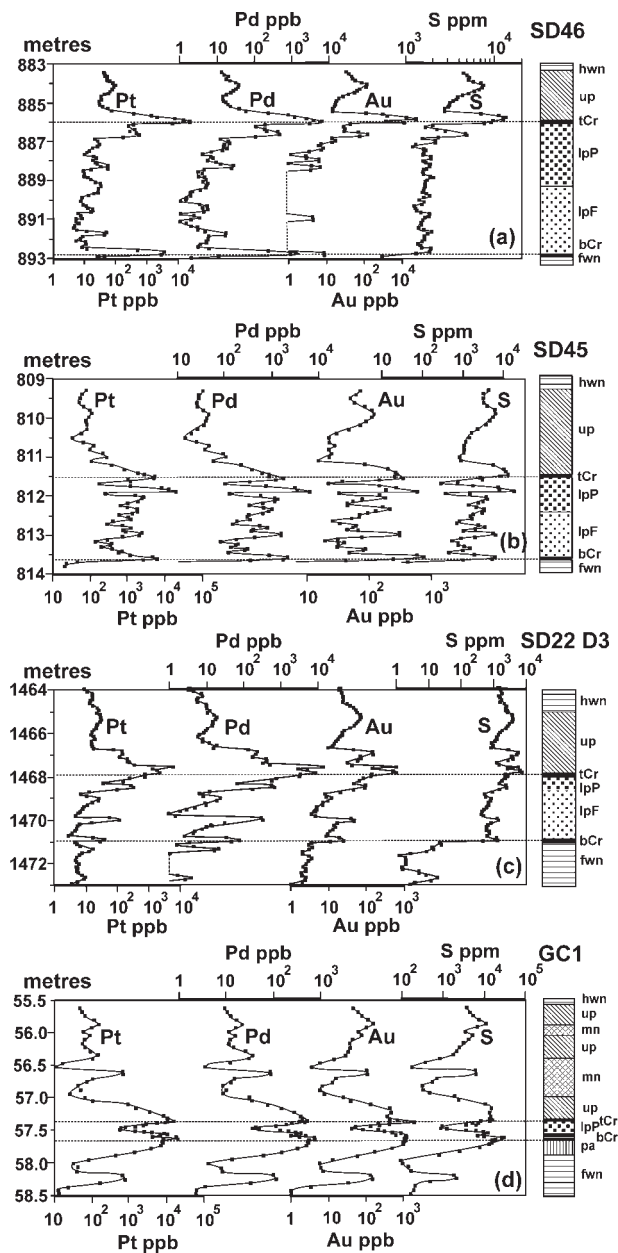 Pd ppb S ppm SD46
metres 1 10 10² 10³ 10⁴ 10³ 10⁴
883 hwn
Pt Pd Au S up
885
tCr
887 lpP
889
891 lpF
(a) bCr
893 fwn
1 10 10² 10³ 10⁴ 1 10 10² 10³ 10⁴
Pt ppb Au ppb
Pd ppb S ppm SD45
metres 10 10² 10³ 10⁴ 10³ 10⁴
809 hwn
Pt Pd Au S
810 up
811
tCr
812 lpP
813 lpF
(b) bCr
814 fwn
10 10² 10³ 10⁴ 10⁵ 10 10² 10³
Pt ppb Au ppb
Pd ppb S ppm SD22 D3
metres 1 10 10² 10³ 10⁴ 1 10 10² 10³ 10⁴
1464 hwn
Pt Pd Au S
1466 up
1468 tCr
lpP
1470 lpF
bCr
1472 (c) fwn
1 10 10² 10³ 10⁴ 1 10 10² 10³
Pt ppb Au ppb
Pd ppb S ppm GC1
metres 1 10 10² 10³ 10² 10³ 10⁴ 10⁵
55.5 hwn
up
56.0 Pt Pd Au S mn
up
56.5
mn
57.0
up
57.5 lpP tCr
bCr
58.0 pa
(d) fwn
58.5
10 10² 10³ 10⁴ 10⁵ 1 10 10² 10³
Pt ppb Au ppb